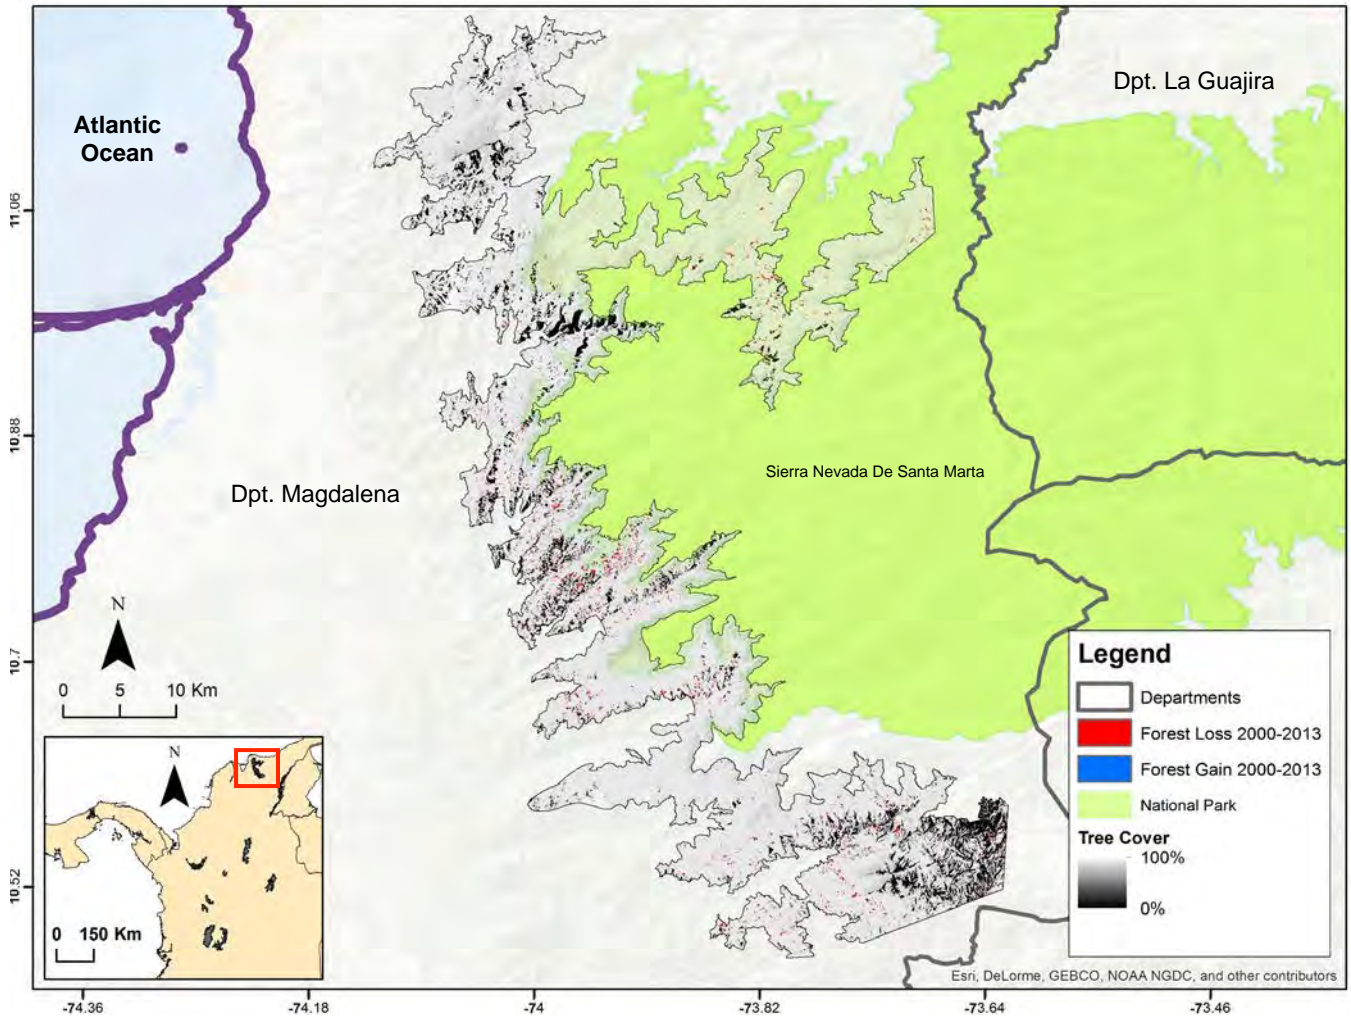 Dpt. La Guajira
Atlantic
Ocean
11.06
10.88
Sierra Nevada De Santa Marta
Dpt. Magdalena
N
10.7
0 5 10 Km
Legend
Departments
Forest Loss 2000-2013
Forest Gain 2000-2013
National Park
Tree Cover
100%
0%
N
0 150 Km
10.52
Esri, DeLorme, GEBCO, NOAA NGDC, and other contributors
-74.36 -74.18 -74 -73.82 -73.64 -73.46